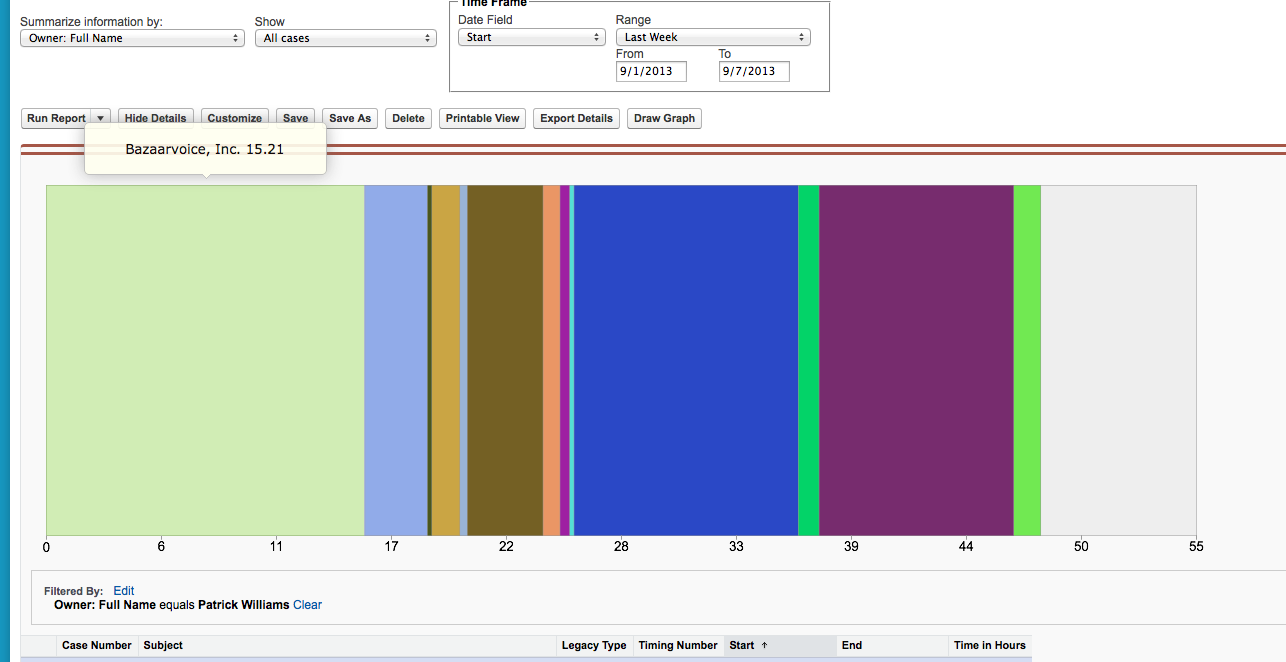 Time Frame
Summarize information by:
Show
Date Field
Range
Owner: Full Name
All cases
Start
Last Week
From
To
9/1/2013
9/7/2013
Run Report
Hide Details
Customize
Save
Save As
Delete
Printable View
Export Details
Draw Graph
Bazaarvoice, Inc. 15.21
0 6 11 17 22 28 33 39 44 50 55
Filtered By: Edit
Owner: Full Name equals Patrick Williams Clear
Case Number Subject Legacy Type Timing Number Start ↑ End Time in Hours